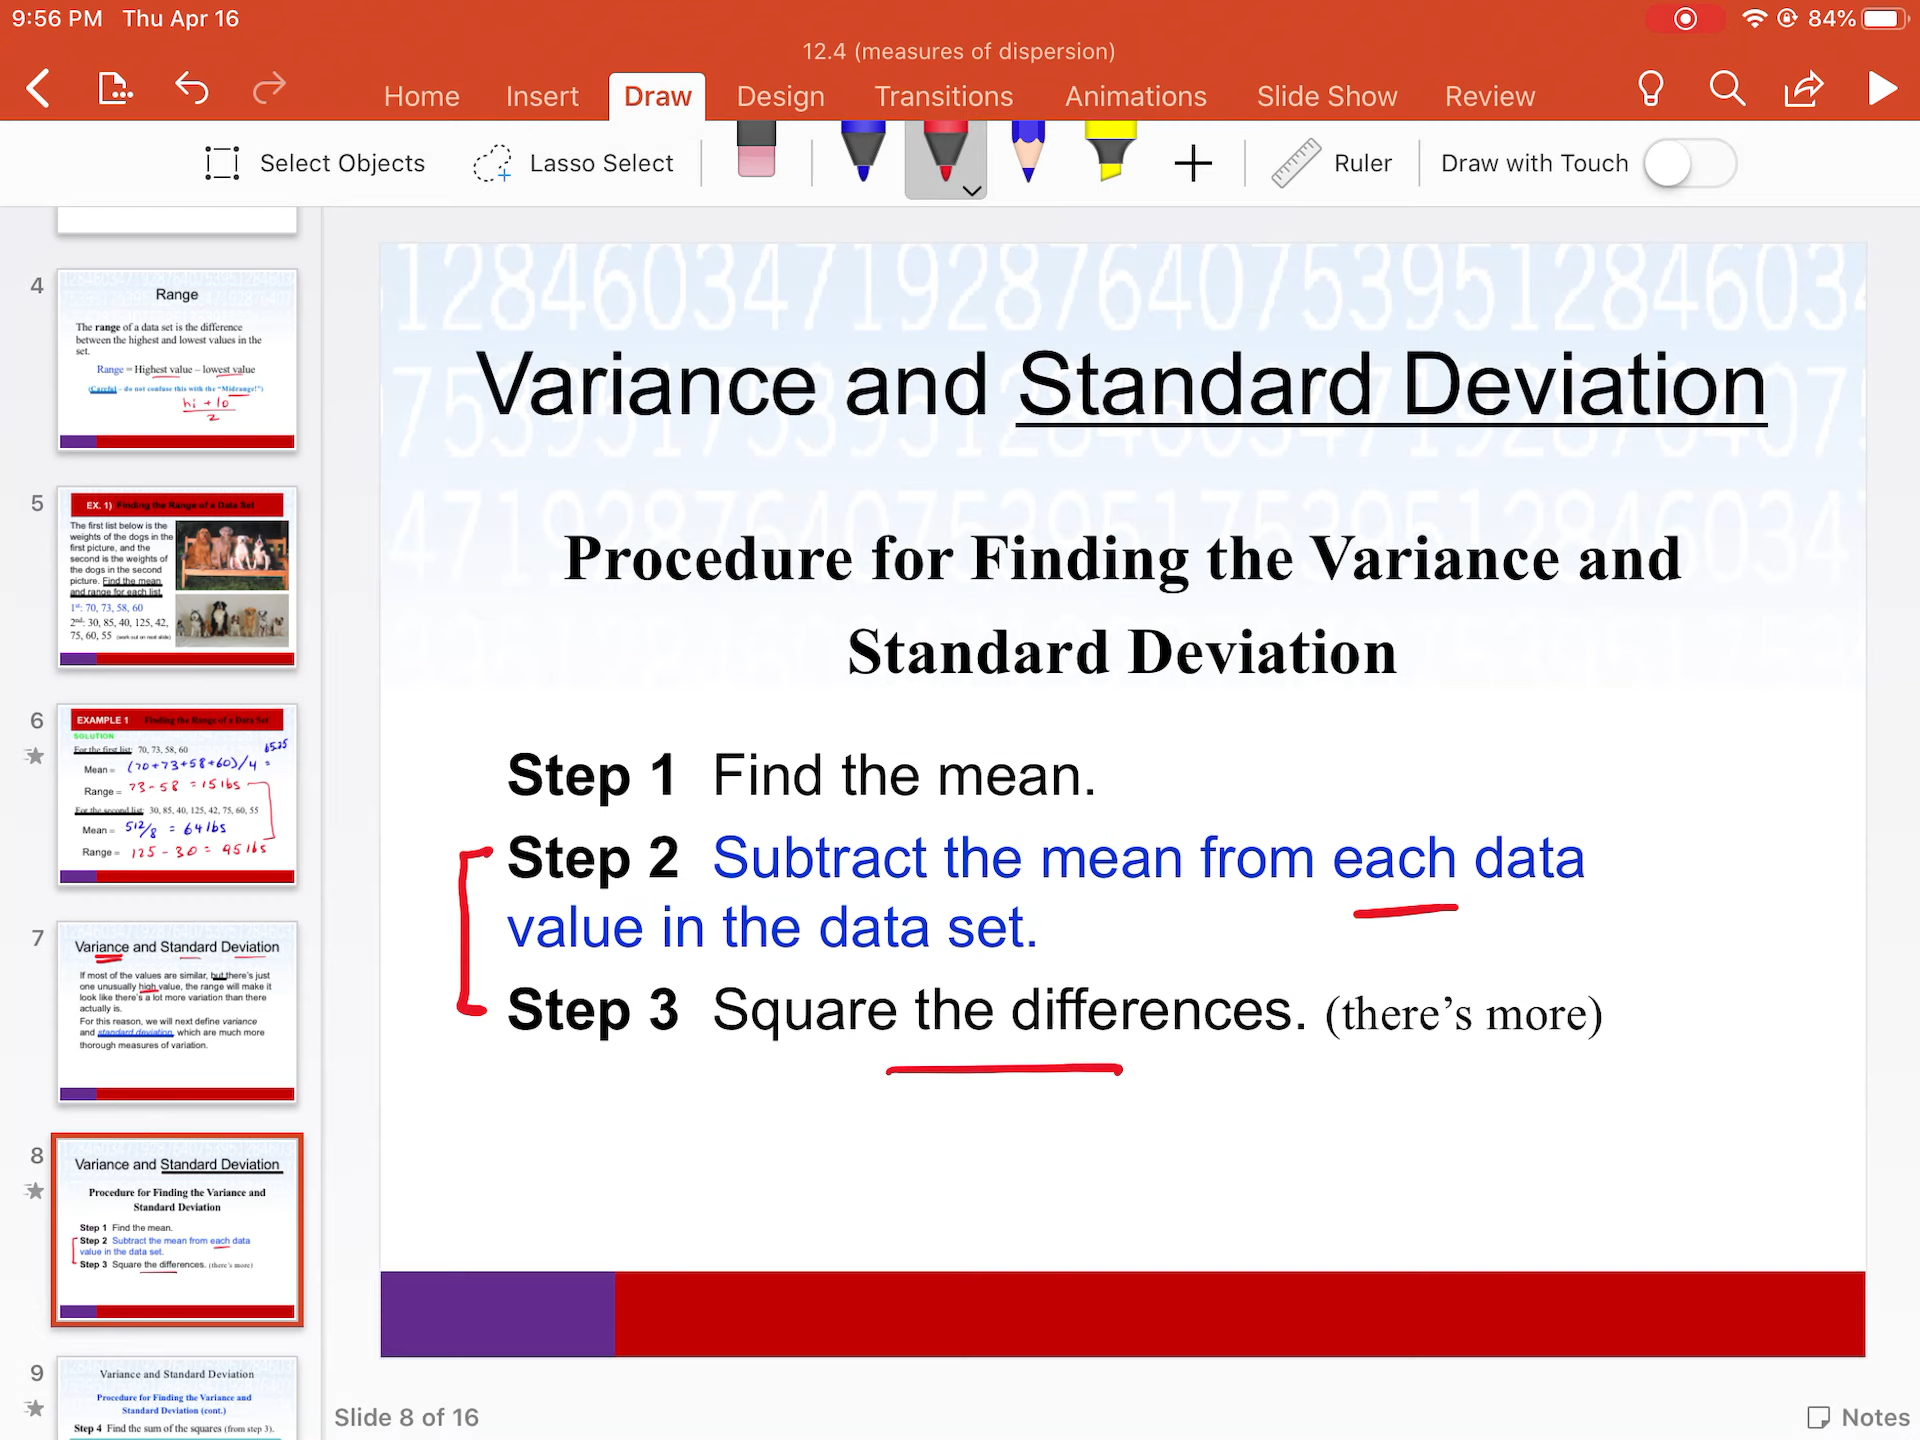 9:56 PM Thu Apr 16
84%
12.4 (measures of dispersion)
Home Insert Draw Design Transitions Animations Slide Show Review
Select Objects Lasso Select Ruler Draw with Touch
4
Range
The range of a data set is the difference
between the highest and lowest values in the
set.
Range = Highest value – lowest value
(Careful – do not confuse this with the "Midrange!")
hi + lo
2
5
EX. 1) Finding the Range of a Data Set
The first list below is the
weights of the dogs in the
first picture, and the
second is the weights of
the dogs in the second
picture. Find the mean
and range for each list.
1st: 70, 73, 58, 60
2nd: 30, 85, 40, 125, 42,
75, 60, 55 (work out on next slide)
6
EXAMPLE 1 Finding the Range of a Data Set
SOLUTION
For the first list: 70, 73, 58, 60
65.25
Mean = (70+73+58+60)/4 =
Range = 73-58 = 15 lbs
For the second list: 30, 85, 40, 125, 42, 75, 60, 55
Mean = 512/8 = 64 lbs
Range = 125 - 30 = 95 lbs
7
Variance and Standard Deviation
If most of the values are similar, but there's just
one unusually high value, the range will make it
look like there's a lot more variation than there
actually is.
For this reason, we will next define variance
and standard deviation, which are much more
thorough measures of variation.
8
Variance and Standard Deviation
Procedure for Finding the Variance and
Standard Deviation
Step 1 Find the mean.
Step 2 Subtract the mean from each data
value in the data set.
Step 3 Square the differences. (there's more)
9
Variance and Standard Deviation
Procedure for Finding the Variance and
Standard Deviation (cont.)
Step 4 Find the sum of the squares (from step 3).
128460347192876407539512846034
Variance and Standard Deviation
Procedure for Finding the Variance and
Standard Deviation
Step 1 Find the mean.
Step 2 Subtract the mean from each data
value in the data set.
Step 3 Square the differences. (there's more)
Slide 8 of 16
Notes